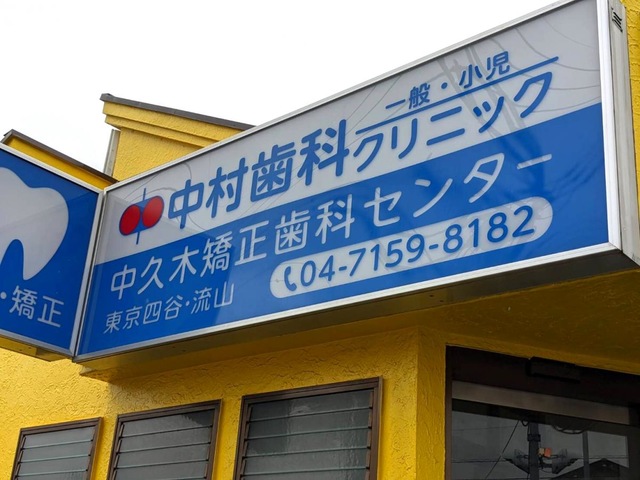 一般・小児
中村歯科クリニック
中久木矯正歯科センター
東京四谷・流山
04-7159-8182
・矯正